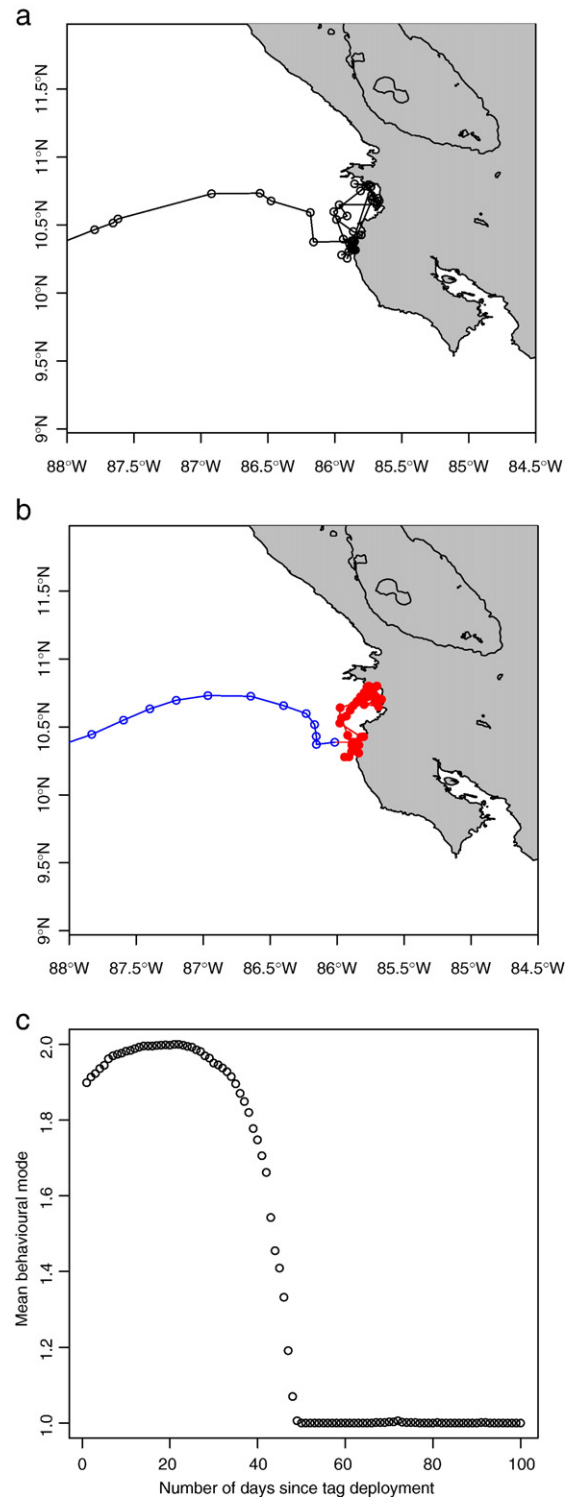 a
11.5°N
11°N
10.5°N
10°N
9.5°N
9°N
88°W 87.5°W 87°W 86.5°W 86°W 85.5°W 85°W 84.5°W
b
11.5°N
11°N
10.5°N
10°N
9.5°N
9°N
88°W 87.5°W 87°W 86.5°W 86°W 85.5°W 85°W 84.5°W
c
Mean behavioural mode
2.0
1.8
1.6
1.4
1.2
1.0
0 20 40 60 80 100
Number of days since tag deployment